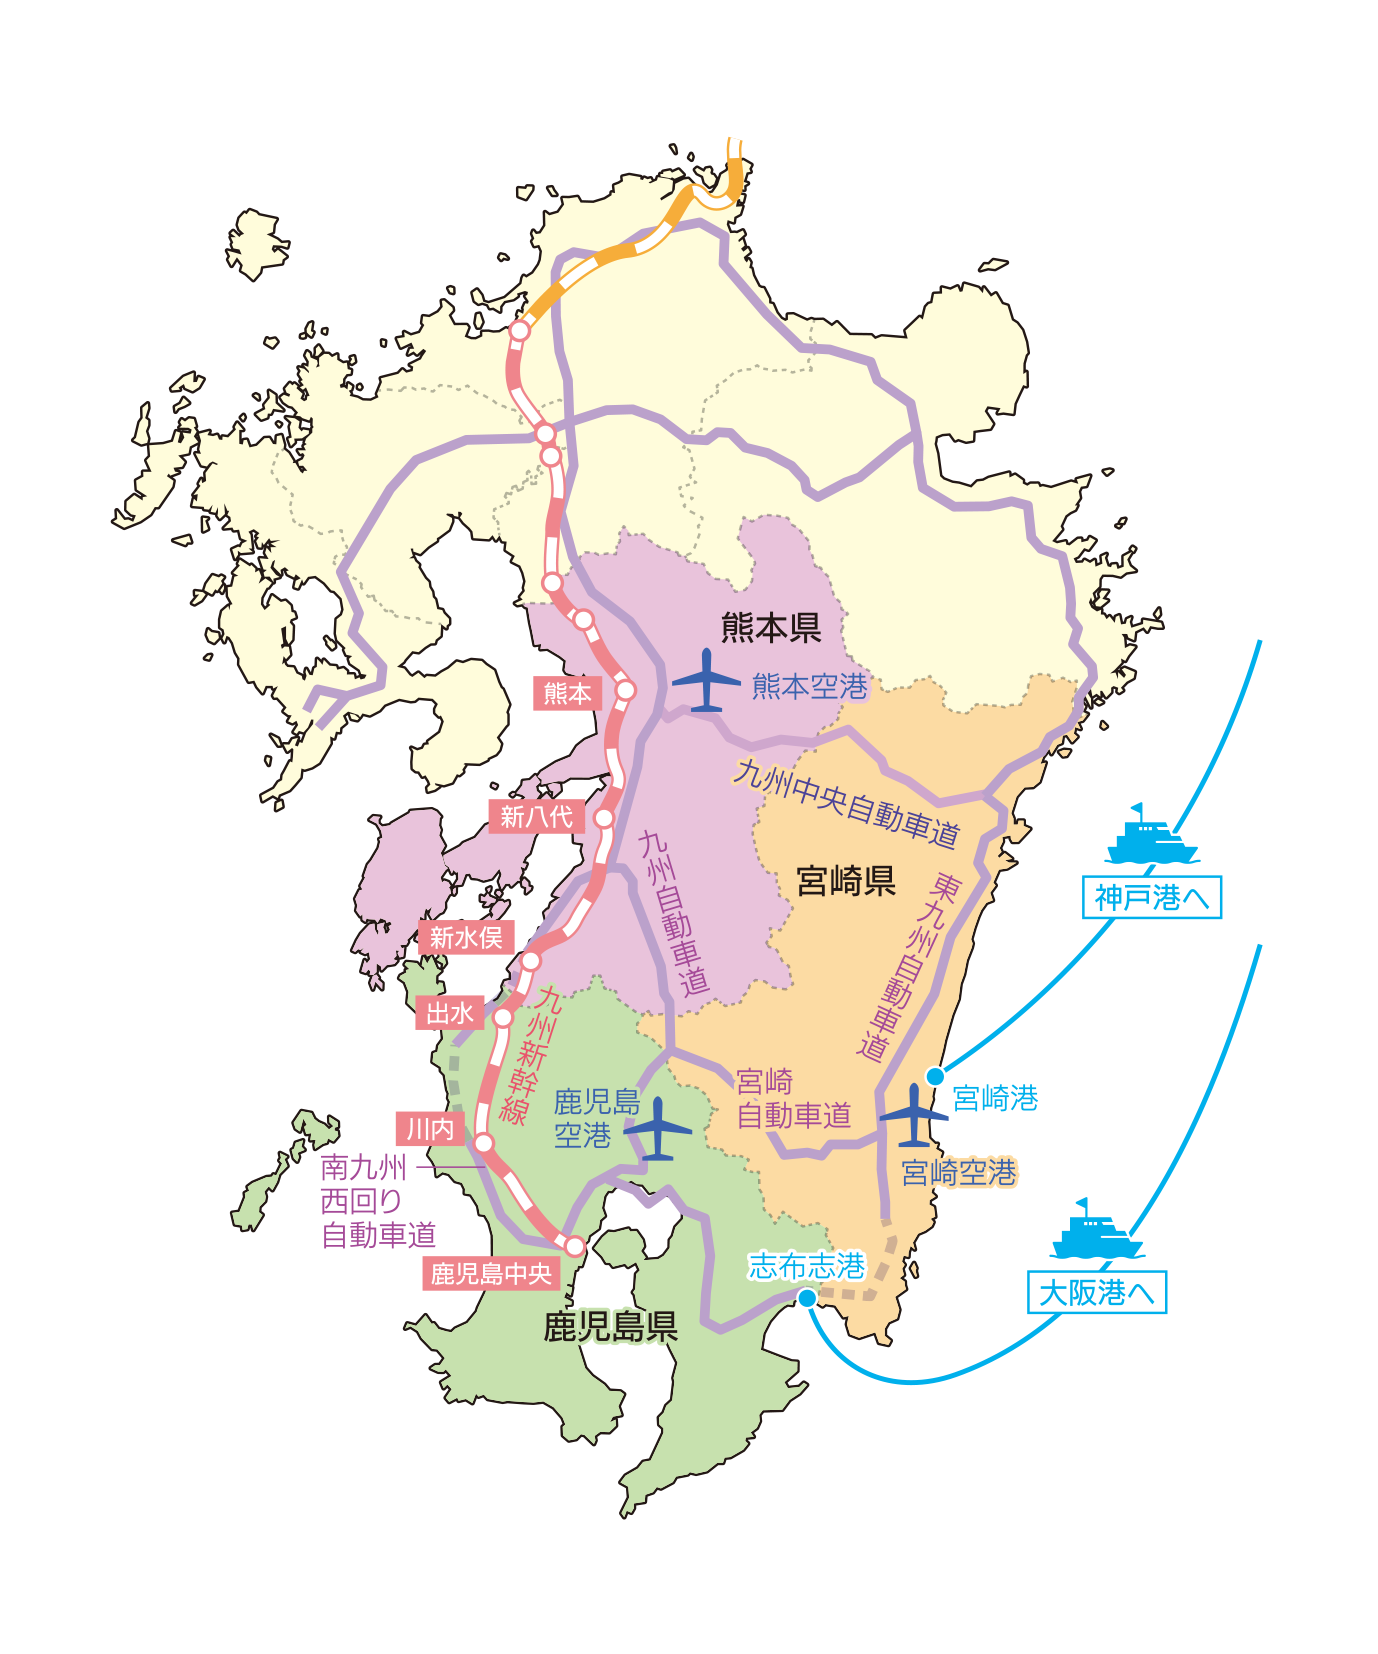 熊本県
熊本空港
熊本
九州中央自動車道
新八代
九州自動車道
宮崎県
東九州自動車道
神戸港へ
新水俣
出水
九州新幹線
宮崎
自動車道
宮崎港
鹿児島
空港
川内
宮崎空港
南九州
西回り
自動車道
鹿児島中央
志布志港
大阪港へ
鹿児島県